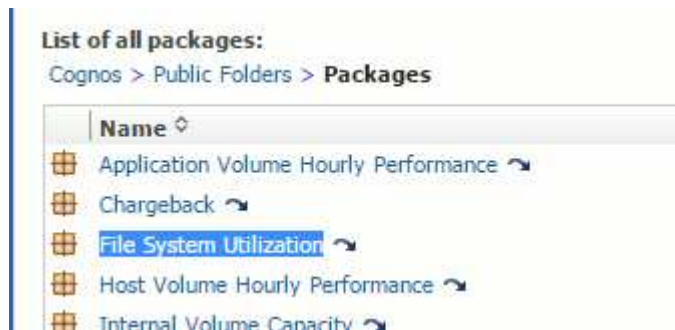 List of all packages:
Cognos > Public Folders > Packages
Name
Application Volume Hourly Performance
Chargeback
File System Utilization
Host Volume Hourly Performance
Internal Volume Capacity